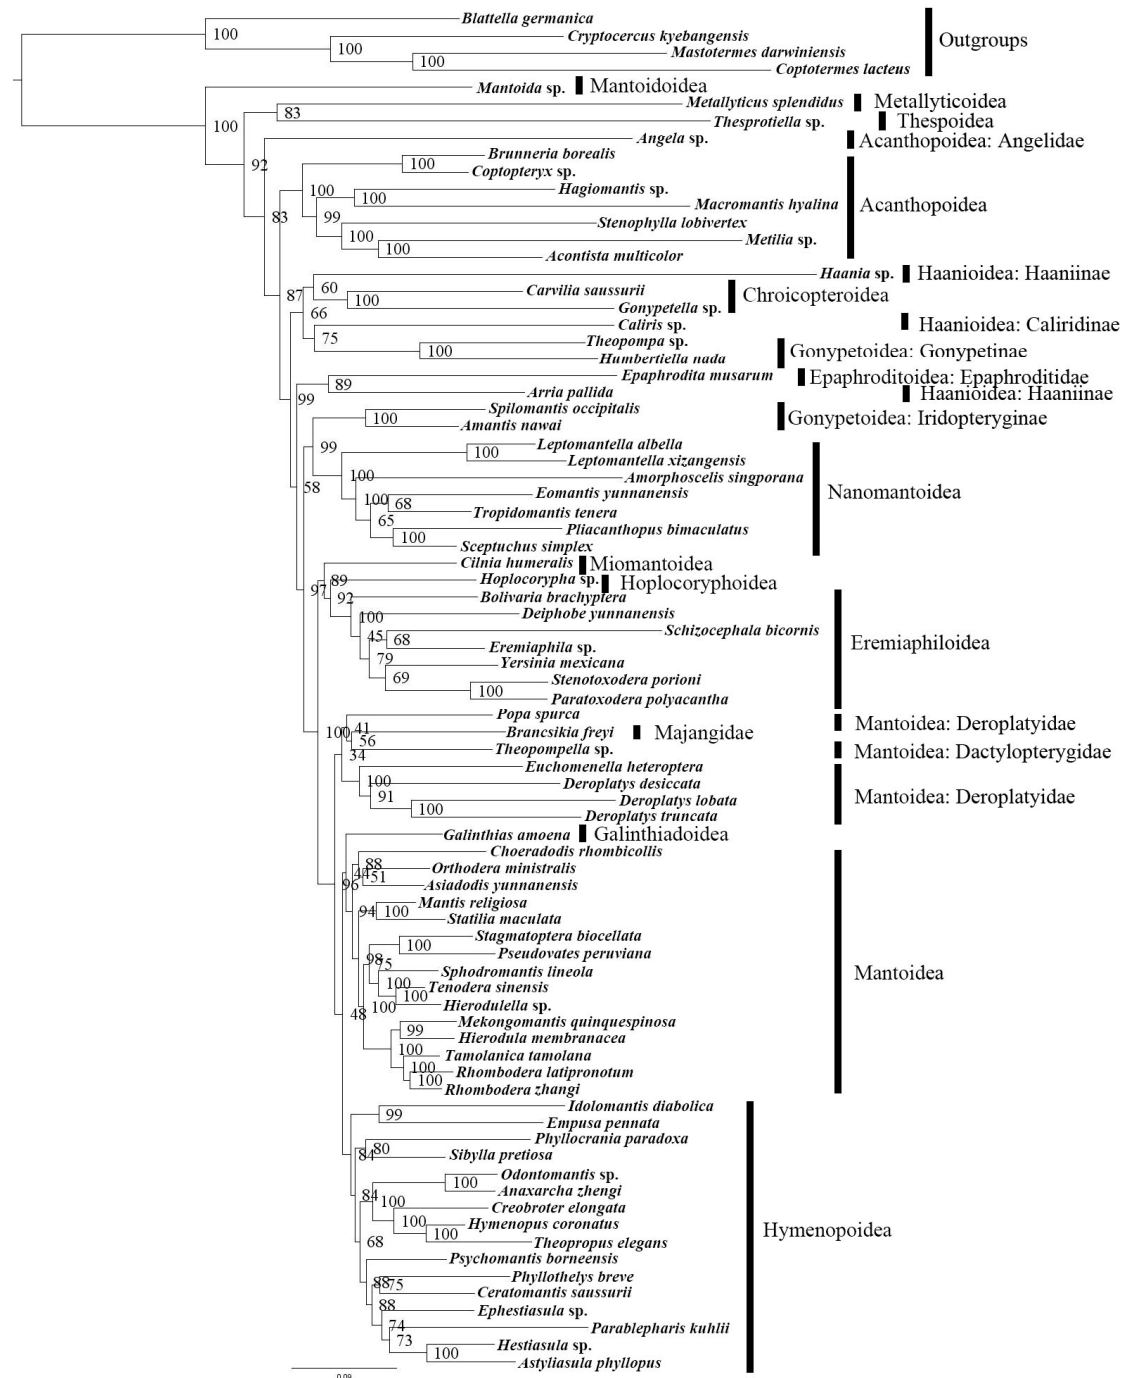 Blattella germanica
100
Cryptocercus kyebangensis
100
Outgroups
Mastotermes darwiniensis
100
Coptotermes lacteus
Mantoida sp. Mantoidoidea
Metallyticus splendidus Metallyticoidea
83
100
Thesprotiella sp. Thespoidea
Angela sp. Acanthopoidea: Angelidae
92
Brunneria borealis
100
Coptopteryx sp.
Hagiomantis sp.
100
100
Macromantis hyalina Acanthopoidea
83
99
Stenophylla lobivertex
100
Metilia sp.
100
Acontista multicolor
Haania sp. Haanioidea: Haaniinae
60
Carvilia saussurii
87
100
Chroicopteroidea
Gonypetella sp.
66
Caliris sp. Haanioidea: Caliridinae
75
Theopompa sp.
100
Gonypetoidea: Gonypetinae
Humbertiella nada
Epaphrodita musarum Epaphroditoidea: Epaphroditidae
89
Arria pallida Haanioidea: Haaniinae
99
Spilomantis occipitalis
100
Gonypetoidea: Iridopteryginae
Amantis nawai
Leptomantella albella
99
100
Leptomantella xizangensis
Amorphoscelis singporana
100
58
Eomantis yunnanensis
Nanomantoidea
100
68
Tropidomantis tenera
65
Pliacanthopus bimaculatus
100
Sceptuchus simplex
Cilnia humeralis Miomantoidea
89
Hoplocorypha sp. Hoplocoryphoidea
97
92
Bolivaria brachyptera
100
Deiphobe yunnanensis
Schizocephala bicornis
45
68
Eremiaphiloidea
Eremiaphila sp.
79
Yersinia mexicana
69
Stenotoxodera porioni
100
Paratoxodera polyacantha
Popa spurca Mantoidea: Deroplatyidae
100
41
Brancsikia freyi Majangidae
56
Theopompella sp. Mantoidea: Dactylopterygidae
34
Euchomenella heteroptera
100
Deroplatys desiccata
91
Mantoidea: Deroplatyidae
Deroplatys lobata
100
Deroplatys truncata
Galinthias amoena Galinthiadoidea
Choeradodis rhombicollis
88
Orthodera ministralis
44
51
96
Asiadodis yunnanensis
Mantis religiosa
94
100
Statilia maculata
Stagmatoptera biocellata
100
Pseudovates peruviana
98
75
Sphodromantis lineola
Mantoidea
100
Tenodera sinensis
100
Hierodulella sp.
100
48
Mekongomantis quinquespinosa
99
Hierodula membranacea
100
Tamolanica tamolana
100
Rhombodera latipronotum
100
Rhombodera zhangi
Idolomantis diabolica
99
Empusa pennata
Phyllocrania paradoxa
80
84
Sibylla pretiosa
Odontomantis sp.
100
Anaxarcha zhengi
84
100
Creobroter elongata
100
Hymenopus coronatus
100
Hymenopoidea
68
Theopropus elegans
Psychomantis borneensis
Phyllothelys breve
88
75
Ceratomantis saussurii
88
Ephestiasula sp.
74
Parablepharis kuhlii
73
Hestiasula sp.
100
Astyliasula phyllopus
0.09